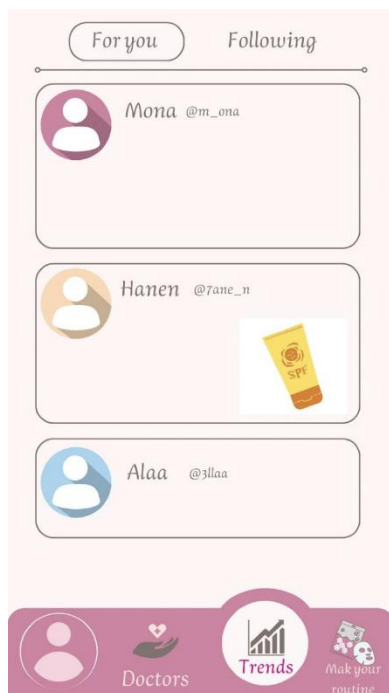 For you Following
Mona @m_ona
Hanen @7ane_n
SPF
Alaa @3llaa
Doctors
Trends
Mak your
routine